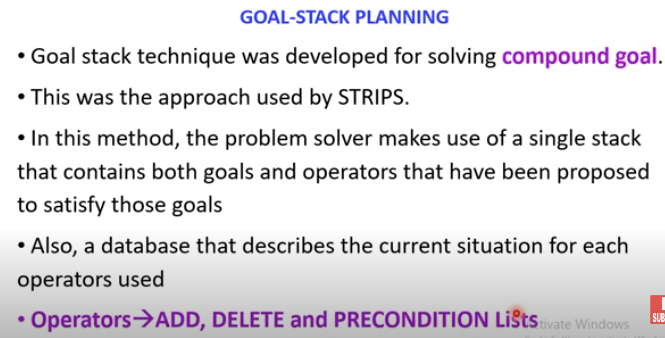 GOAL-STACK PLANNING
• Goal stack technique was developed for solving compound goal.
• This was the approach used by STRIPS.
• In this method, the problem solver makes use of a single stack
that contains both goals and operators that have been proposed
to satisfy those goals
• Also, a database that describes the current situation for each
operators used
• Operators→ADD, DELETE and PRECONDITION Lists
tivate Windows
SUB